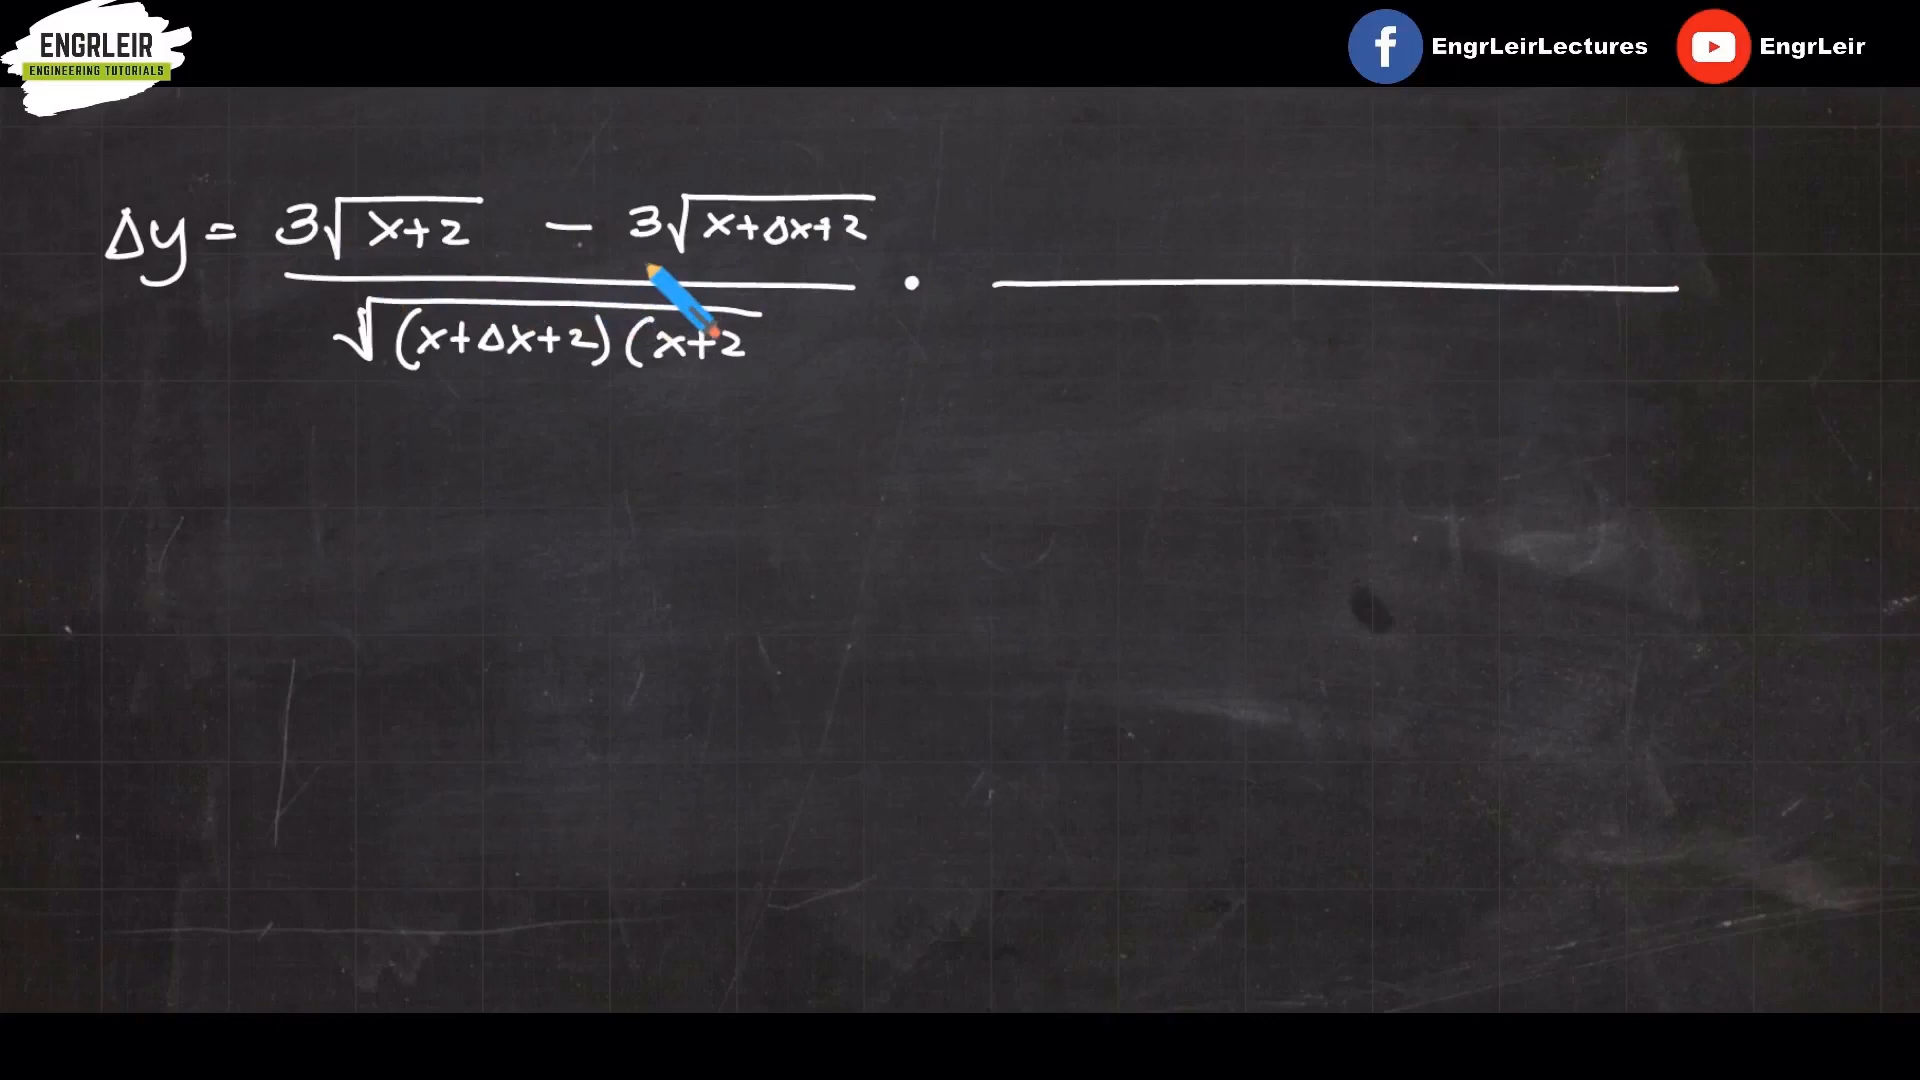 ENGRLEIR
ENGINEERING TUTORIALS
EngrLeirLectures
EngrLeir
Δy = 3√x+2 − 3√x+Δx+2 ·
√(x+Δx+2)(x+2